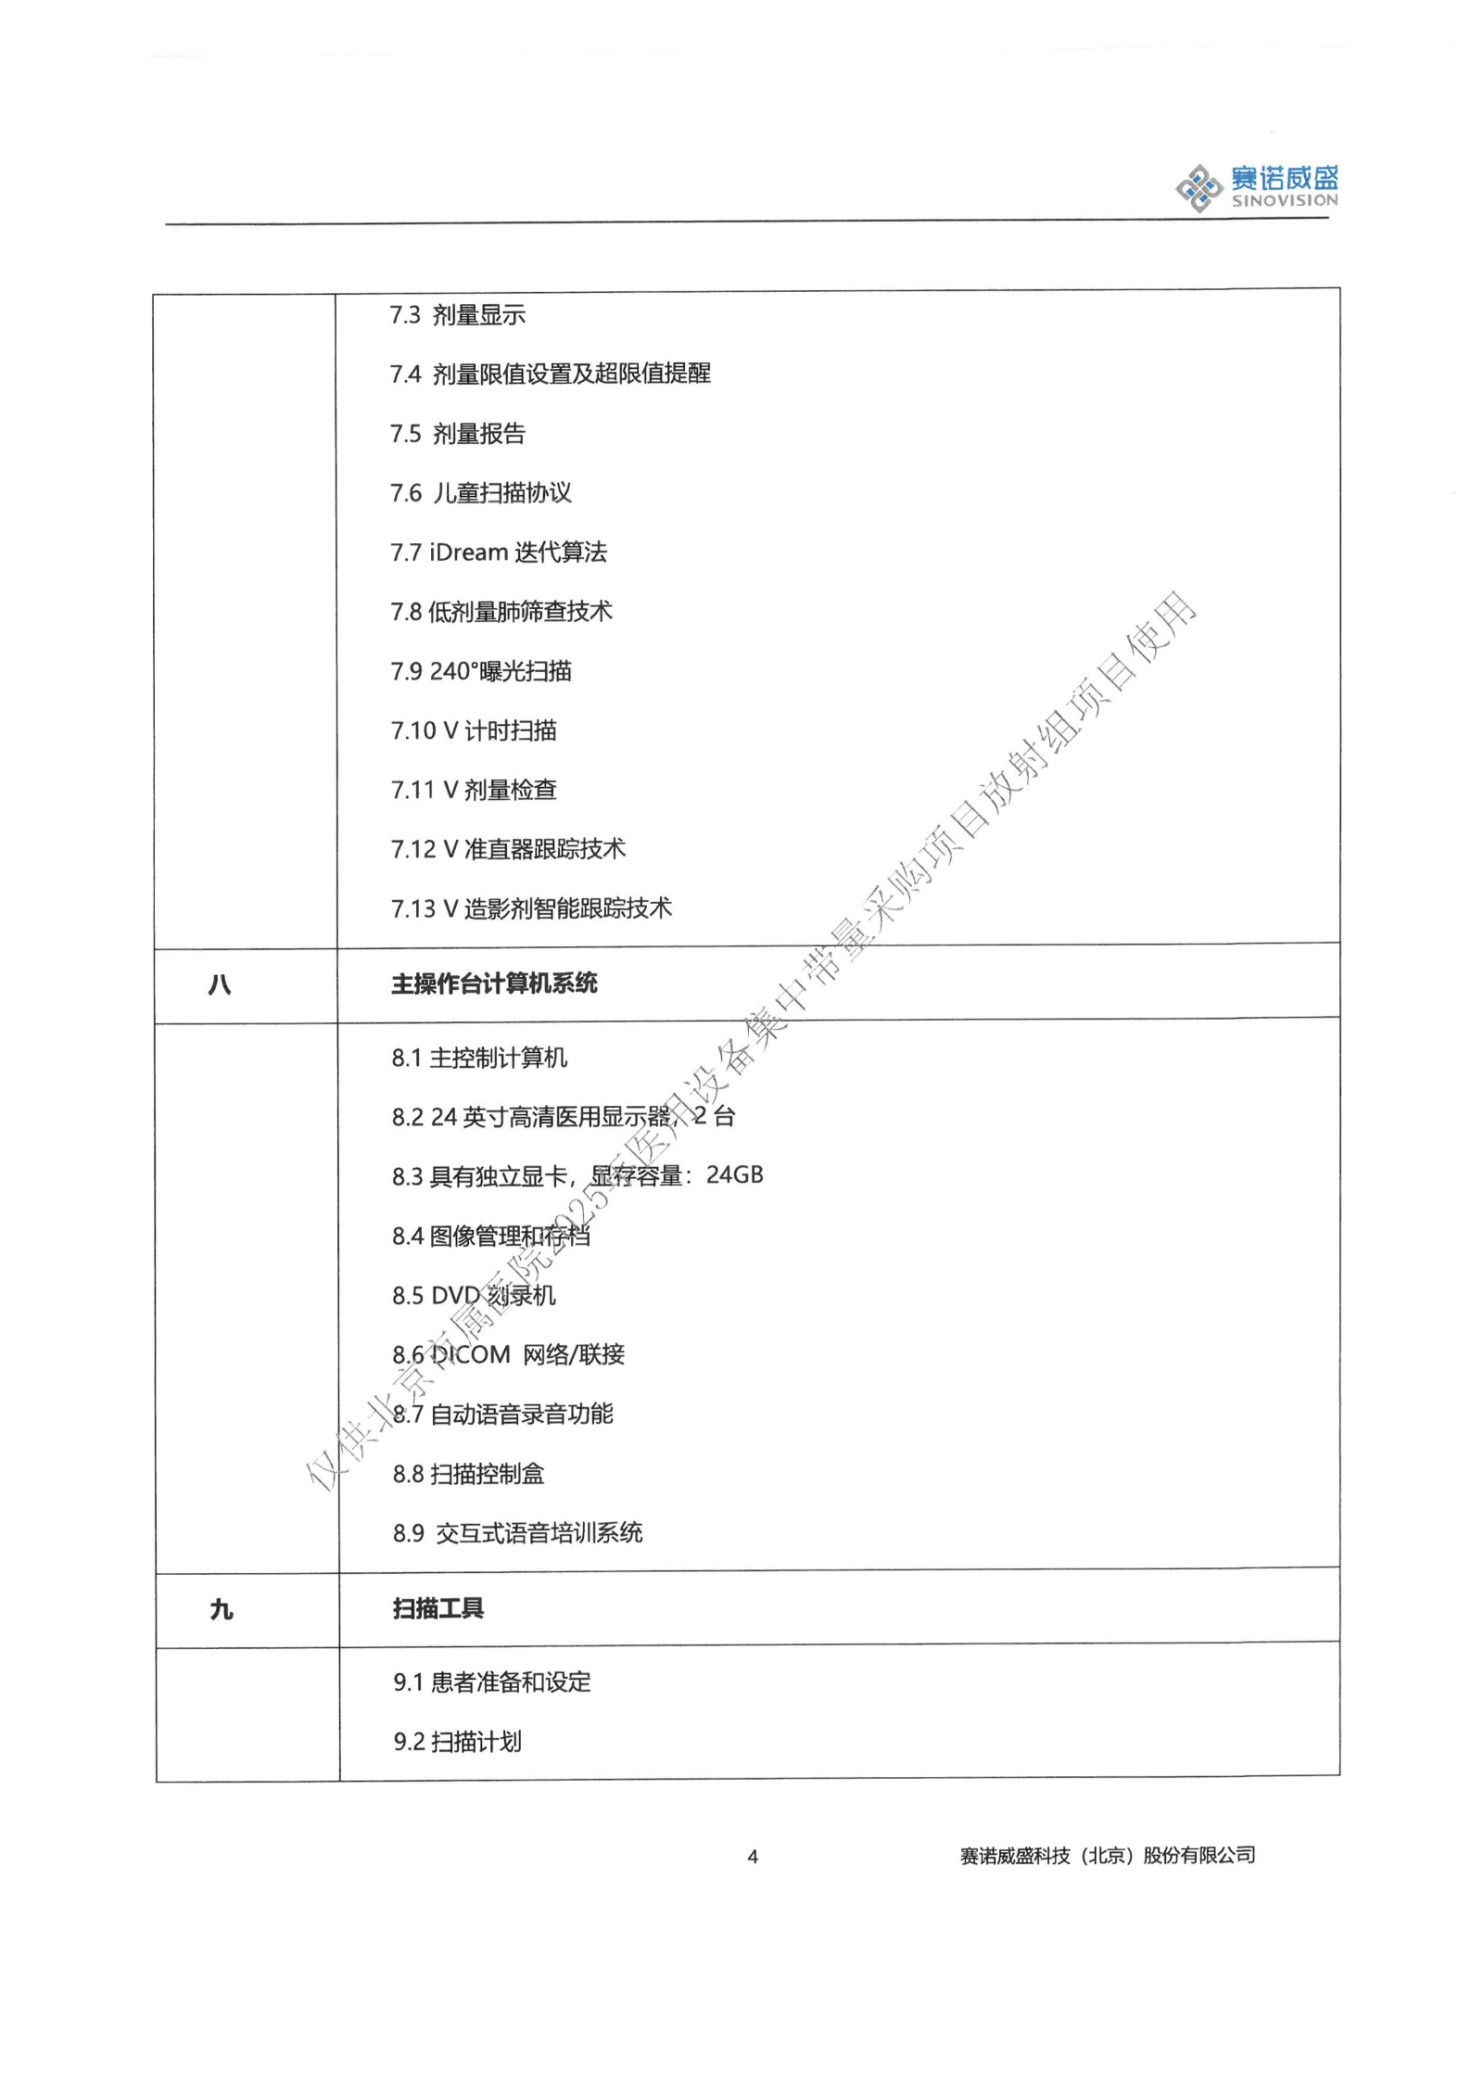 赛诺威盛
SINOVISION
7.3 剂量显示
7.4 剂量限值设置及超限值提醒
7.5 剂量报告
7.6 儿童扫描协议
7.7 iDream 迭代算法
7.8 低剂量肺筛查技术
7.9 240°曝光扫描
7.10 V 计时扫描
7.11 V 剂量检查
7.12 V 准直器跟踪技术
7.13 V 造影剂智能跟踪技术
八 主操作台计算机系统
8.1 主控制计算机
8.2 24 英寸高清医用显示器，2 台
8.3 具有独立显卡，显存容量：24GB
8.4 图像管理和存档
8.5 DVD 刻录机
8.6 DICOM 网络/联接
8.7 自动语音录音功能
8.8 扫描控制盒
8.9 交互式语音培训系统
九 扫描工具
9.1 患者准备和设定
9.2 扫描计划
仅供北京市属医院2025年医用设备集中带量采购项目放射组项目使用
4 赛诺威盛科技（北京）股份有限公司